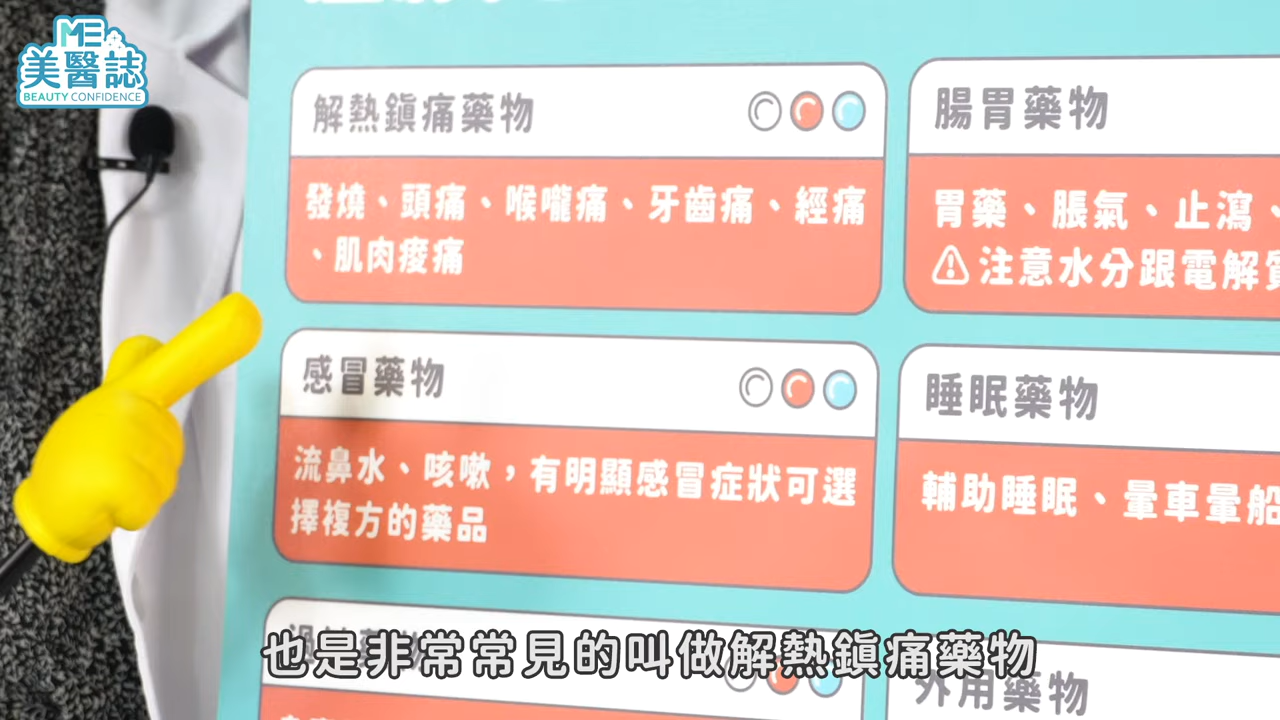 ME
美醫誌
BEAUTY CONFIDENCE
解熱鎮痛藥物
發燒、頭痛、喉嚨痛、牙齒痛、經痛
、肌肉痠痛
腸胃藥物
胃藥、脹氣、止瀉、
⚠注意水分跟電解質
感冒藥物
流鼻水、咳嗽，有明顯感冒症狀可選
擇複方的藥品
睡眠藥物
輔助睡眠、暈車暈船
外用藥物
也是非常常見的叫做解熱鎮痛藥物